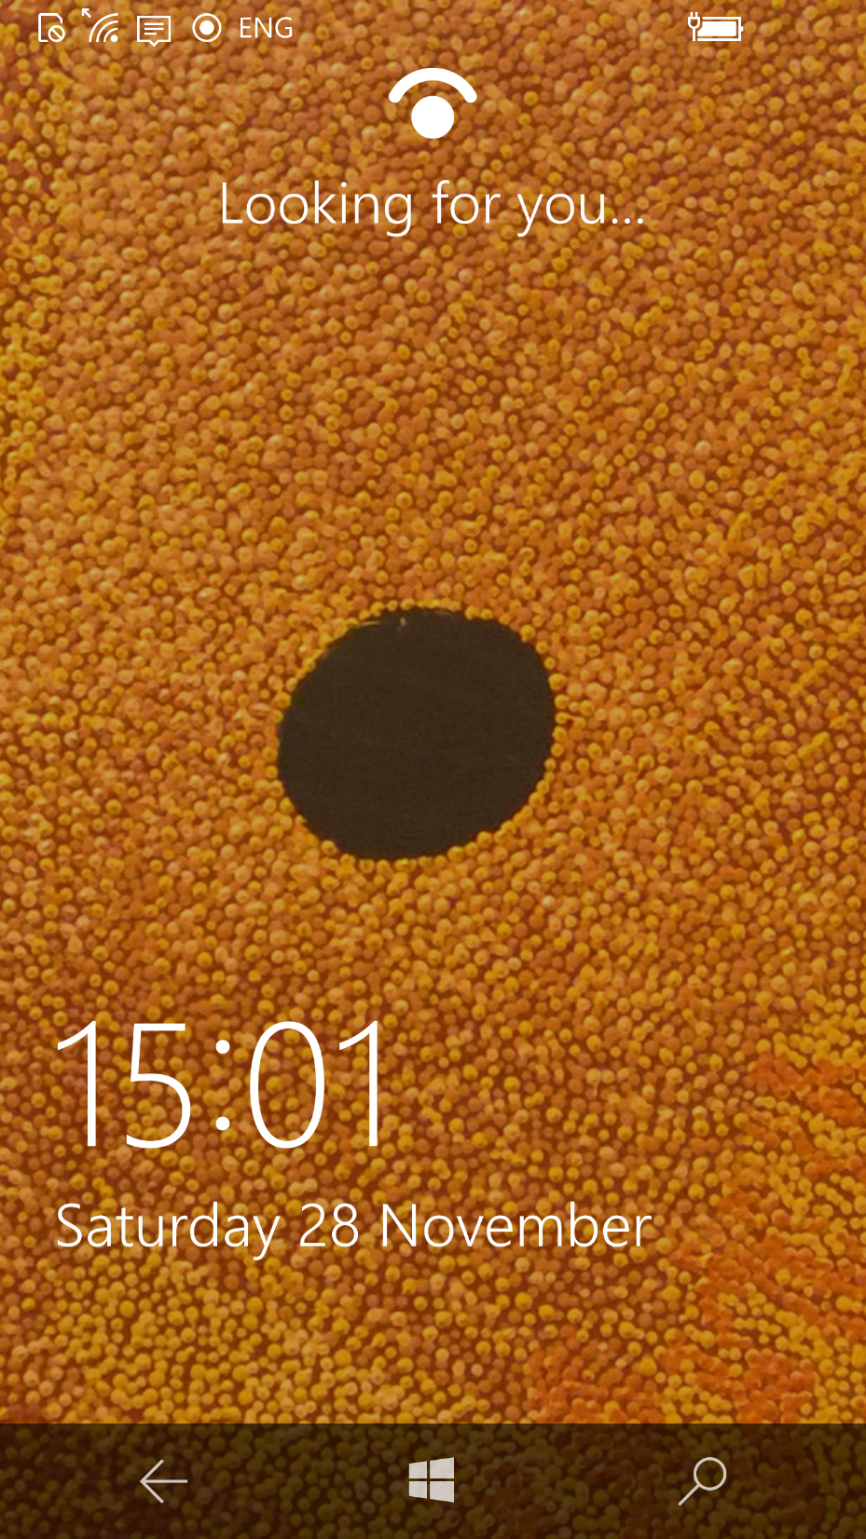 ENG
Looking for you...
15:01
Saturday 28 November